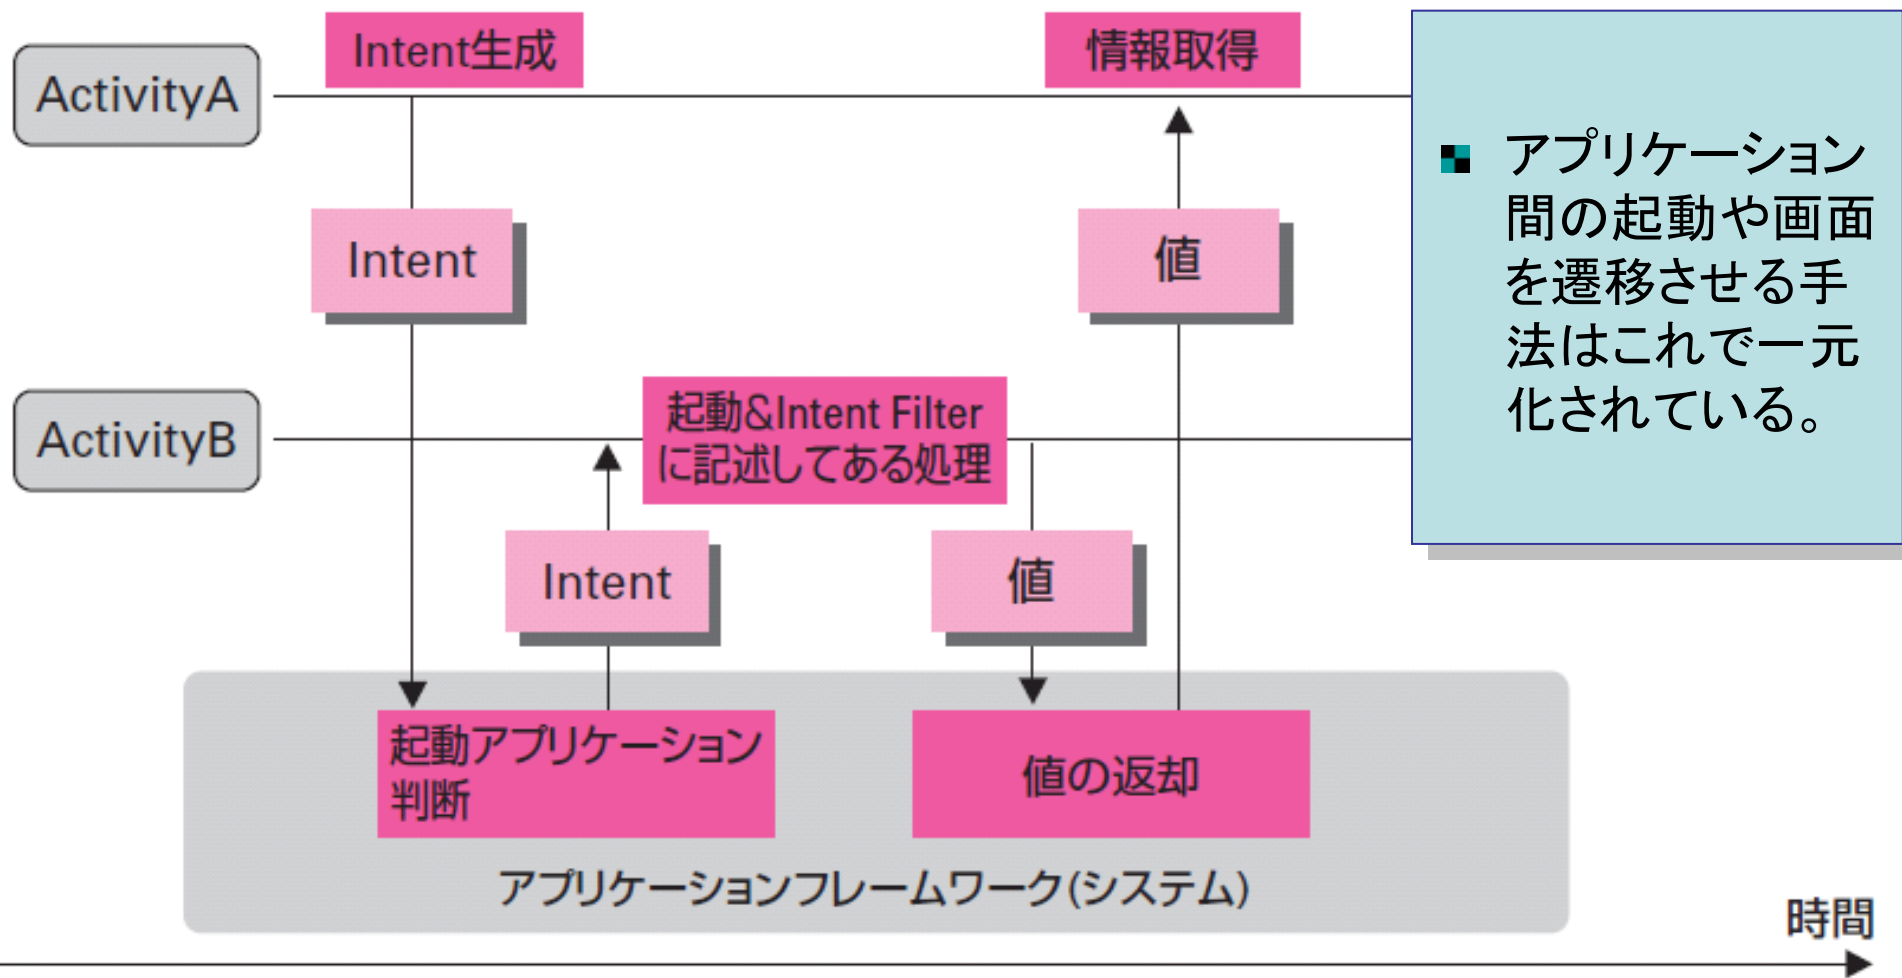 Intent生成
情報取得
ActivityA
Intent
値
アプリケーション
間の起動や画面
を遷移させる手
法はこれで一元
化されている。
ActivityB
起動&Intent Filter
に記述してある処理
Intent
値
起動アプリケーション
判断
値の返却
アプリケーションフレームワーク(システム)
時間